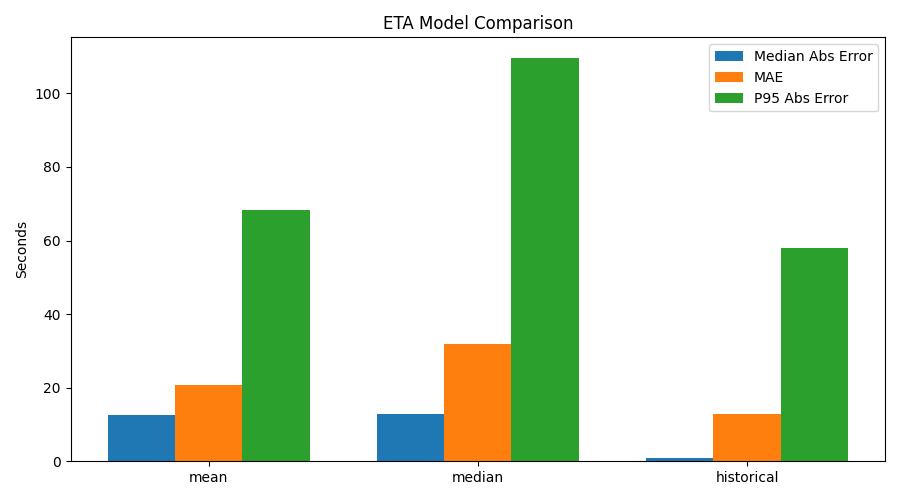 ETA Model Comparison
Median Abs Error
MAE
P95 Abs Error
Seconds
100
80
60
40
20
0
mean
median
historical